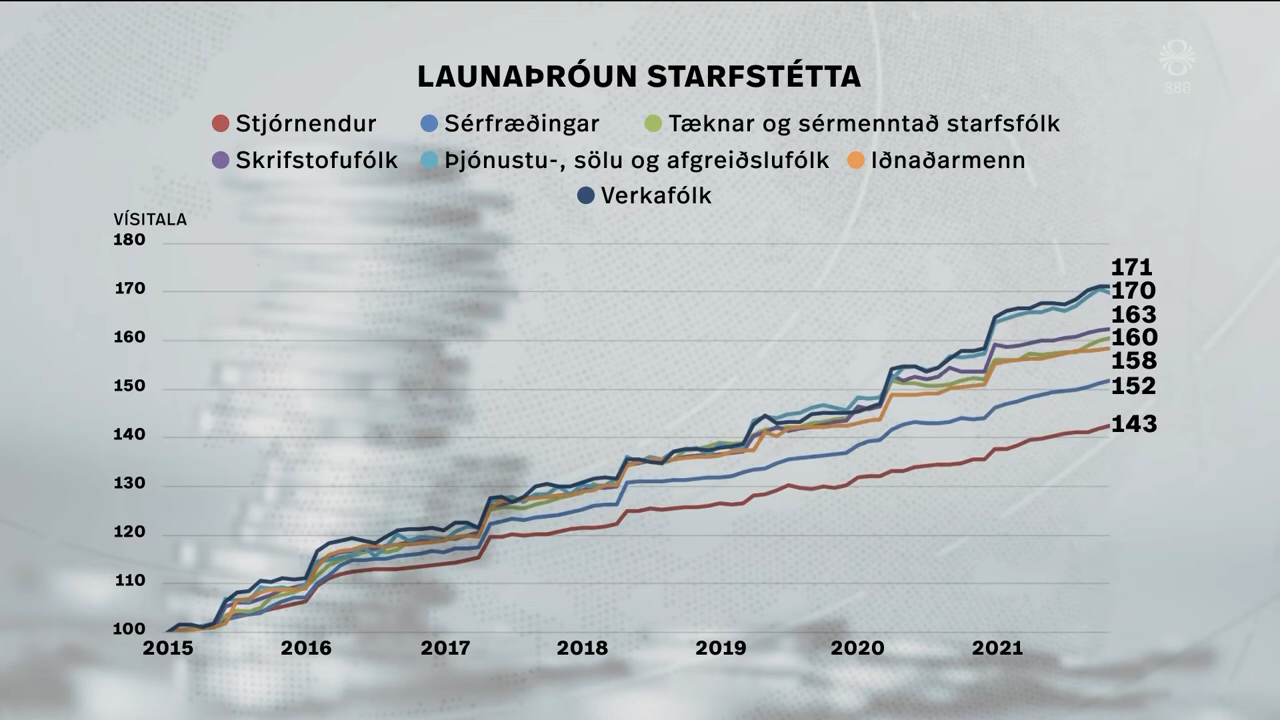 888
LAUNAÞRÓUN STARFSTÉTTA
Stjórnendur Sérfræðingar Tæknar og sérmenntað starfsfólk
Skrifstofufólk Þjónustu-, sölu og afgreiðslufólk Iðnaðarmenn
Verkafólk
VÍSITALA
180
170
160
150
140
130
120
110
100
171
170
163
160
158
152
143
2015 2016 2017 2018 2019 2020 2021